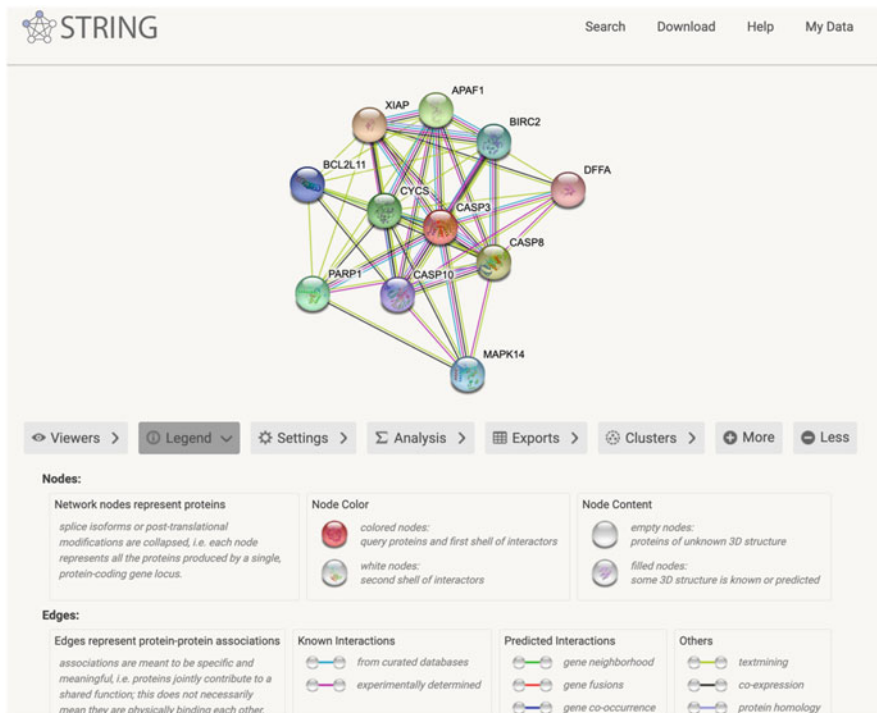 STRING
Search Download Help My Data
APAF1
XIAP
BIRC2
BCL2L11
DFFA
CYCS
CASP3
CASP8
PARP1
CASP10
MAPK14
Viewers Legend Settings Analysis Exports Clusters More Less
Nodes:
Network nodes represent proteins
splice isoforms or post-translational
modifications are collapsed, i.e. each node
represents all the proteins produced by a single,
protein-coding gene locus.
Node Color
colored nodes:
query proteins and first shell of interactors
white nodes:
second shell of interactors
Node Content
empty nodes:
proteins of unknown 3D structure
filled nodes:
some 3D structure is known or predicted
Edges:
Edges represent protein-protein associations
associations are meant to be specific and
meaningful, i.e. proteins jointly contribute to a
shared function; this does not necessarily
mean they are physically binding each other.
Known Interactions
from curated databases
experimentally determined
Predicted Interactions
gene neighborhood
gene fusions
gene co-occurrence
Others
textmining
co-expression
protein homology